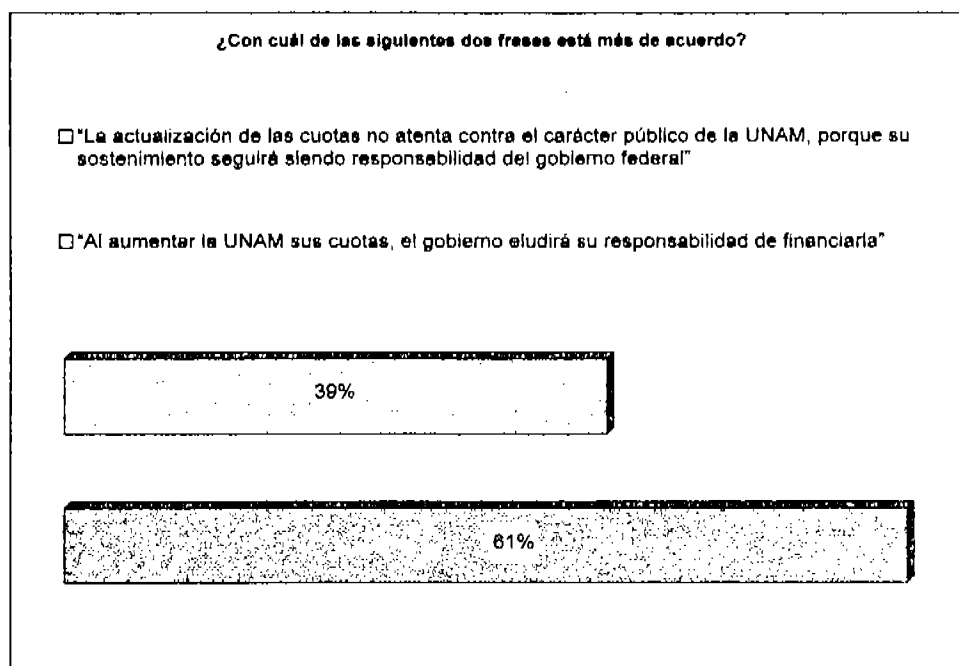 ¿Con cuál de las siguientes dos frases está más de acuerdo?
"La actualización de las cuotas no atenta contra el carácter público de la UNAM, porque su
sostenimiento seguirá siendo responsabilidad del gobierno federal"
"Al aumentar la UNAM sus cuotas, el gobierno eludirá su responsabilidad de financiarla"
39%
61%